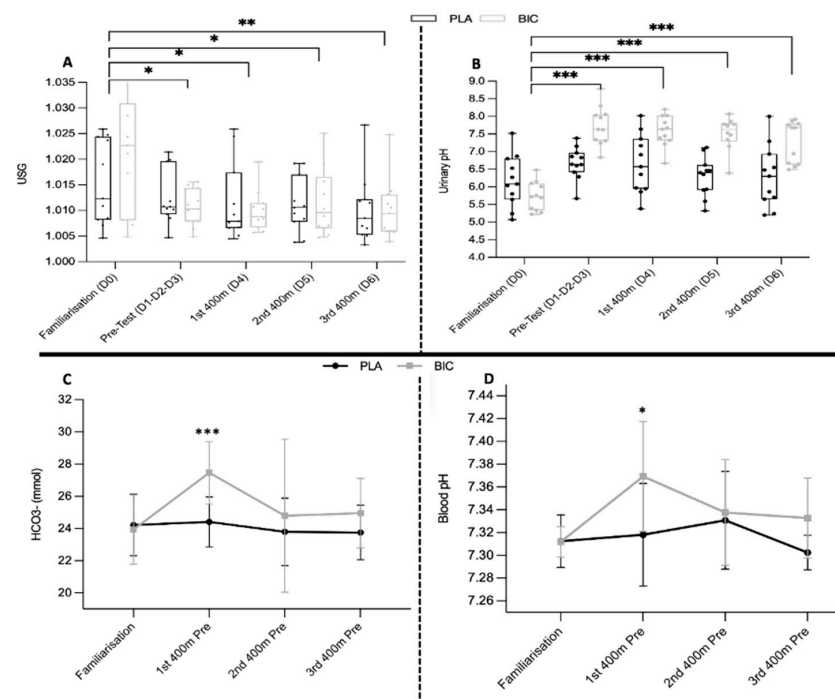 PLA BIC
A
**
*
*
*
USG
1.035
1.030
1.025
1.020
1.015
1.010
1.005
1.000
Familiarisation (D0)
Pre-Test (D1-D2-D3)
1st 400m (D4)
2nd 400m (D5)
3rd 400m (D6)
B
***
***
***
***
Urinary pH
9.0
8.5
8.0
7.5
7.0
6.5
6.0
5.5
5.0
4.5
4.0
Familiarisation (D0)
Pre-Test (D1-D2-D3)
1st 400m (D4)
2nd 400m (D5)
3rd 400m (D6)
PLA BIC
C
***
HCO3- (mmol)
32
30
28
26
24
22
20
Familiarisation
1st 400m Pre
2nd 400m Pre
3rd 400m Pre
D
*
Blood pH
7.44
7.42
7.40
7.38
7.36
7.34
7.32
7.30
7.28
7.26
Familiarisation
1st 400m Pre
2nd 400m Pre
3rd 400m Pre